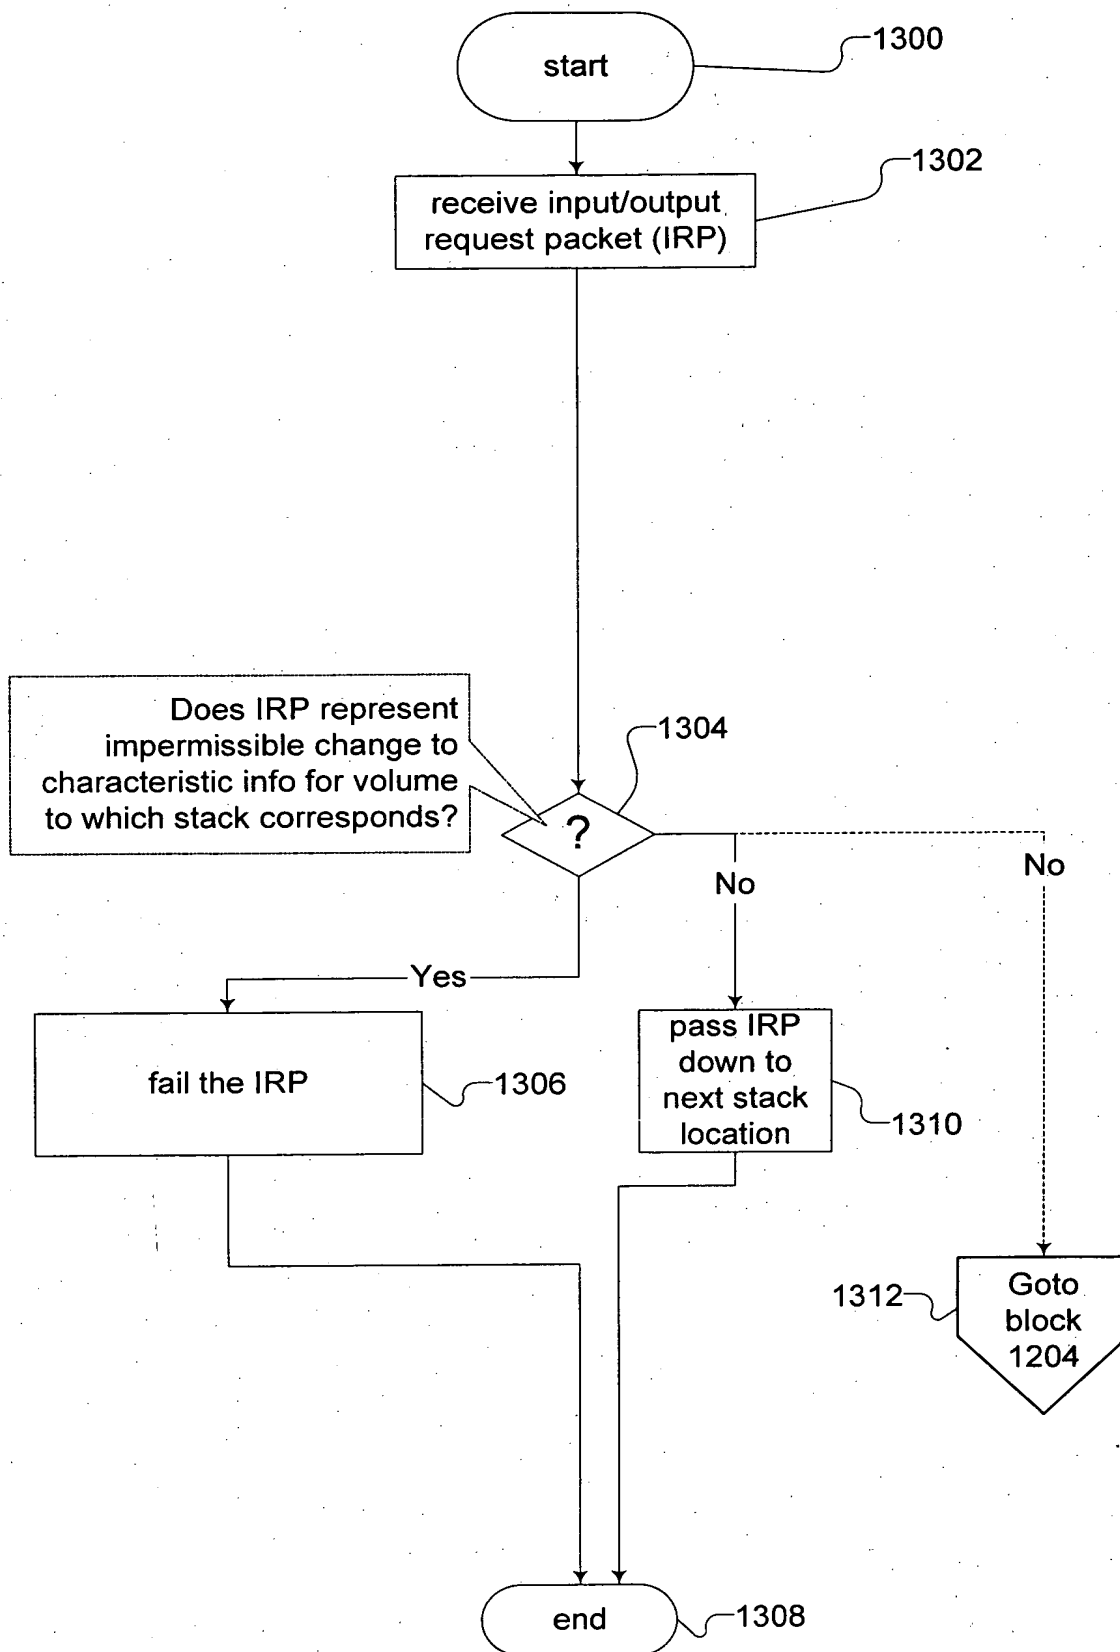 start
1300
receive input/output
request packet (IRP)
1302
Does IRP represent
impermissible change to
characteristic info for volume
to which stack corresponds?
1304
?
No
No
Yes
fail the IRP
1306
pass IRP
down to
next stack
location
1310
1312
Goto
block
1204
end
1308